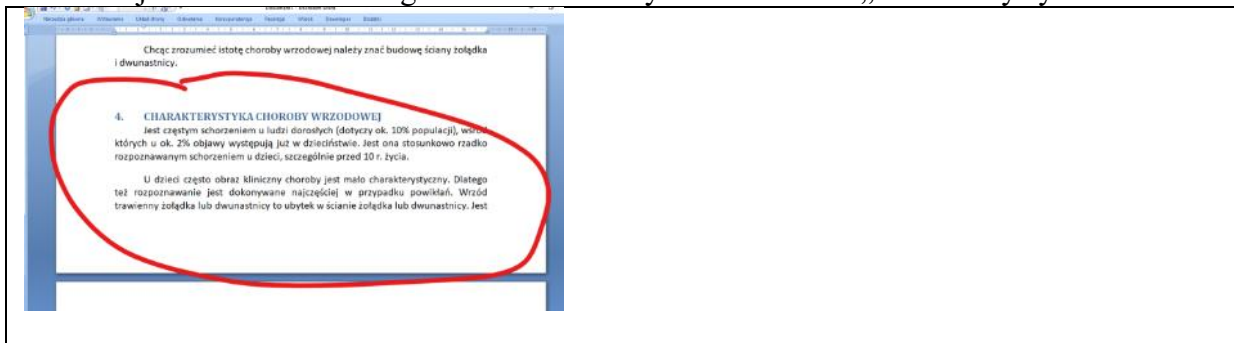 Chcąc zrozumieć istotę choroby wrzodowej należy znać budowę ściany żołądka
i dwunastnicy.
4. CHARAKTERYSTYKA CHOROBY WRZODOWEJ
Jest częstym schorzeniem u ludzi dorosłych (dotyczy ok. 10% populacji), wśród
których u ok. 2% objawy występują już w dzieciństwie. Jest ona stosunkowo rzadko
rozpoznawanym schorzeniem u dzieci, szczególnie przed 10 r. życia.
U dzieci często obraz kliniczny choroby jest mało charakterystyczny. Dlatego
też rozpoznawanie jest dokonywane najczęściej w przypadku powikłań. Wrzód
trawienny żołądka lub dwunastnicy to ubytek w ścianie żołądka lub dwunastnicy. Jest